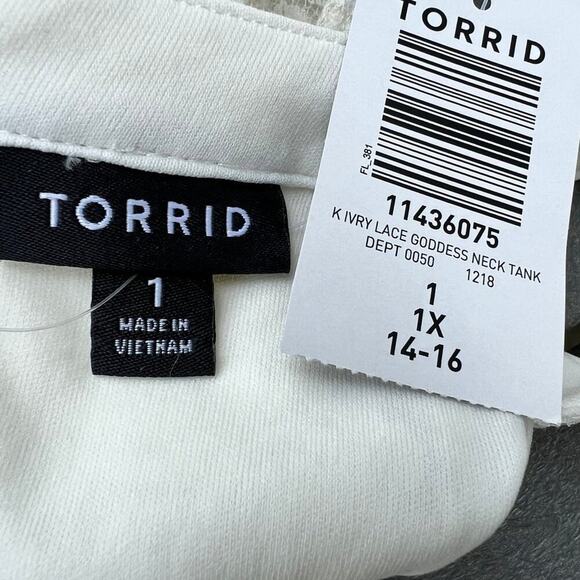 TORRID
FL_381
11436075
K IVRY LACE GODDESS NECK TANK
DEPT 0050 1218
1
1X
14-16
TORRID
1
MADE IN
VIETNAM